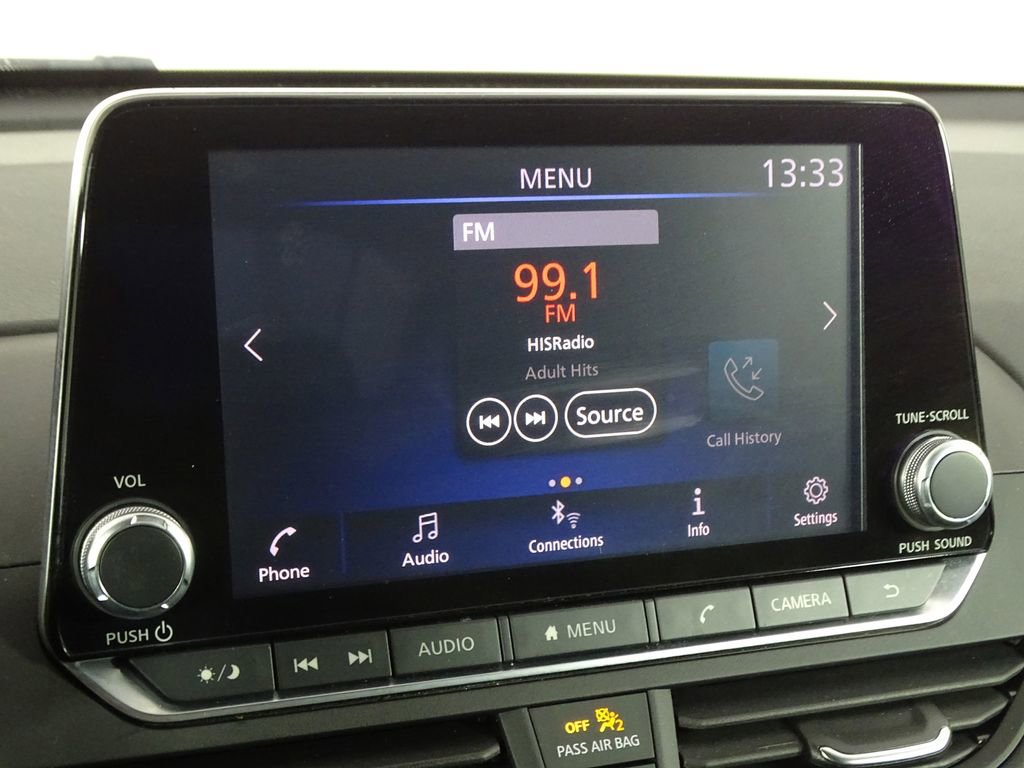 MENU
13:33
FM
99.1
FM
HISRadio
Adult Hits
Source
Call History
TUNE·SCROLL
VOL
Phone
Audio
Connections
Info
Settings
PUSH SOUND
PUSH
AUDIO
MENU
CAMERA
OFF 2
PASS AIR BAG